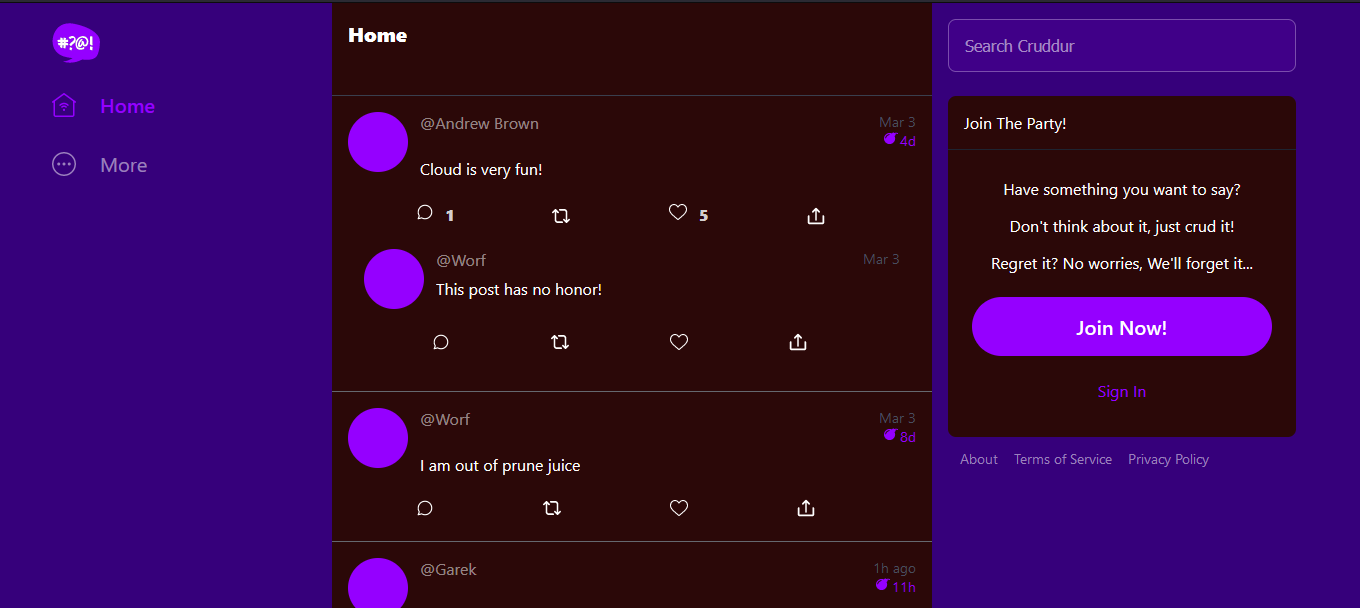 #?@!
Home
More
Home
@Andrew Brown
Mar 3
4d
Cloud is very fun!
1
5
@Worf
Mar 3
This post has no honor!
@Worf
Mar 3
8d
I am out of prune juice
@Garek
1h ago
11h
Search Cruddur
Join The Party!
Have something you want to say?
Don't think about it, just crud it!
Regret it? No worries, We'll forget it...
Join Now!
Sign In
About Terms of Service Privacy Policy